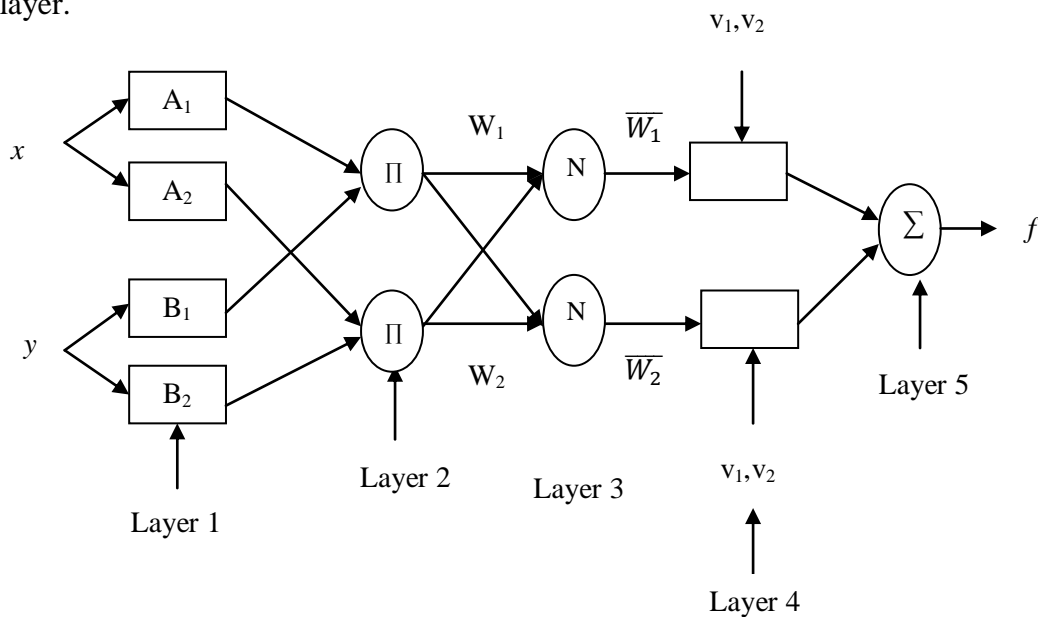 layer.
v₁,v₂
A₁
W₁
W̅₁
x
∏
N
A₂
∑
f
B₁
N
y
∏
B₂
W₂
W̅₂
Layer 5
Layer 2
v₁,v₂
Layer 3
Layer 1
Layer 4